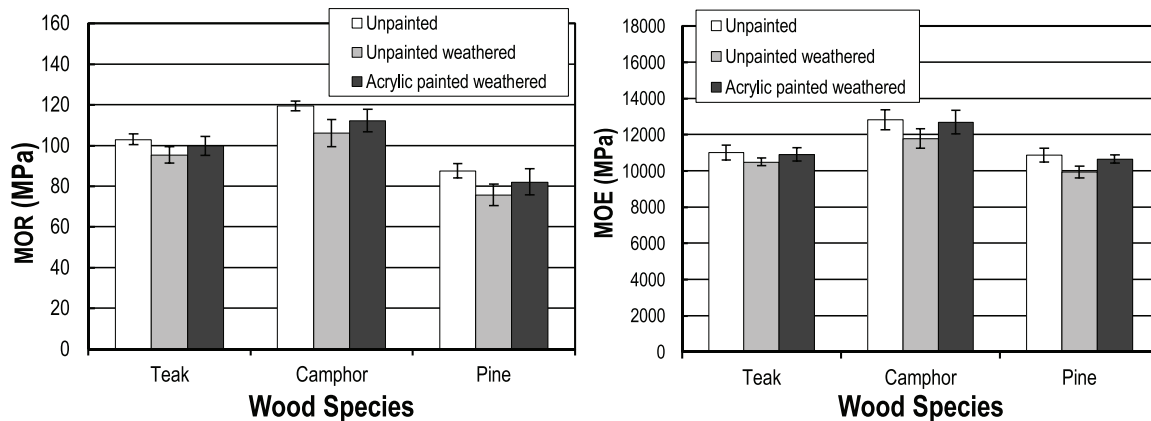 MOR (MPa)
160
140
120
100
80
60
40
20
0
Unpainted
Unpainted weathered
Acrylic painted weathered
Teak Camphor Pine
Wood Species
MOE (MPa)
18000
16000
14000
12000
10000
8000
6000
4000
2000
0
Unpainted
Unpainted weathered
Acrylic painted weathered
Teak Camphor Pine
Wood Species